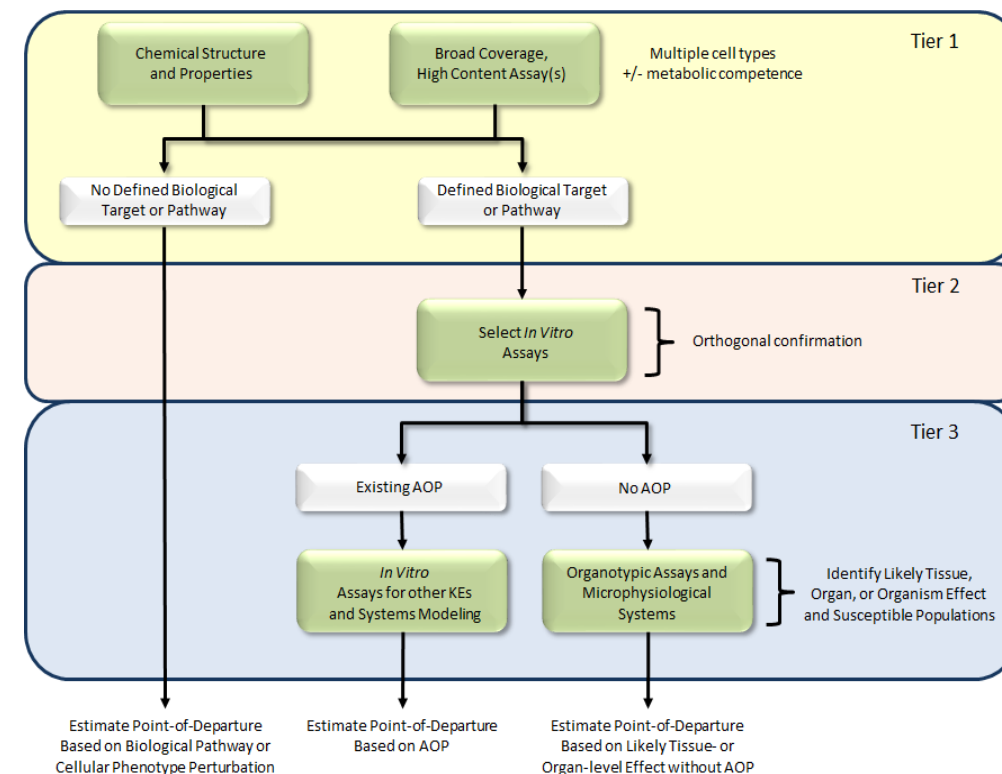 Tier 1
Chemical Structure
and Properties
Broad Coverage,
High Content Assay(s)
Multiple cell types
+/- metabolic competence
No Defined Biological
Target or Pathway
Defined Biological Target
or Pathway
Tier 2
Select In Vitro
Assays
Orthogonal confirmation
Tier 3
Existing AOP
No AOP
In Vitro
Assays for other KEs
and Systems Modeling
Organotypic Assays and
Microphysiological
Systems
Identify Likely Tissue,
Organ, or Organism Effect
and Susceptible Populations
Estimate Point-of-Departure
Based on Biological Pathway or
Cellular Phenotype Perturbation
Estimate Point-of-Departure
Based on AOP
Estimate Point-of-Departure
Based on Likely Tissue- or
Organ-level Effect without AOP